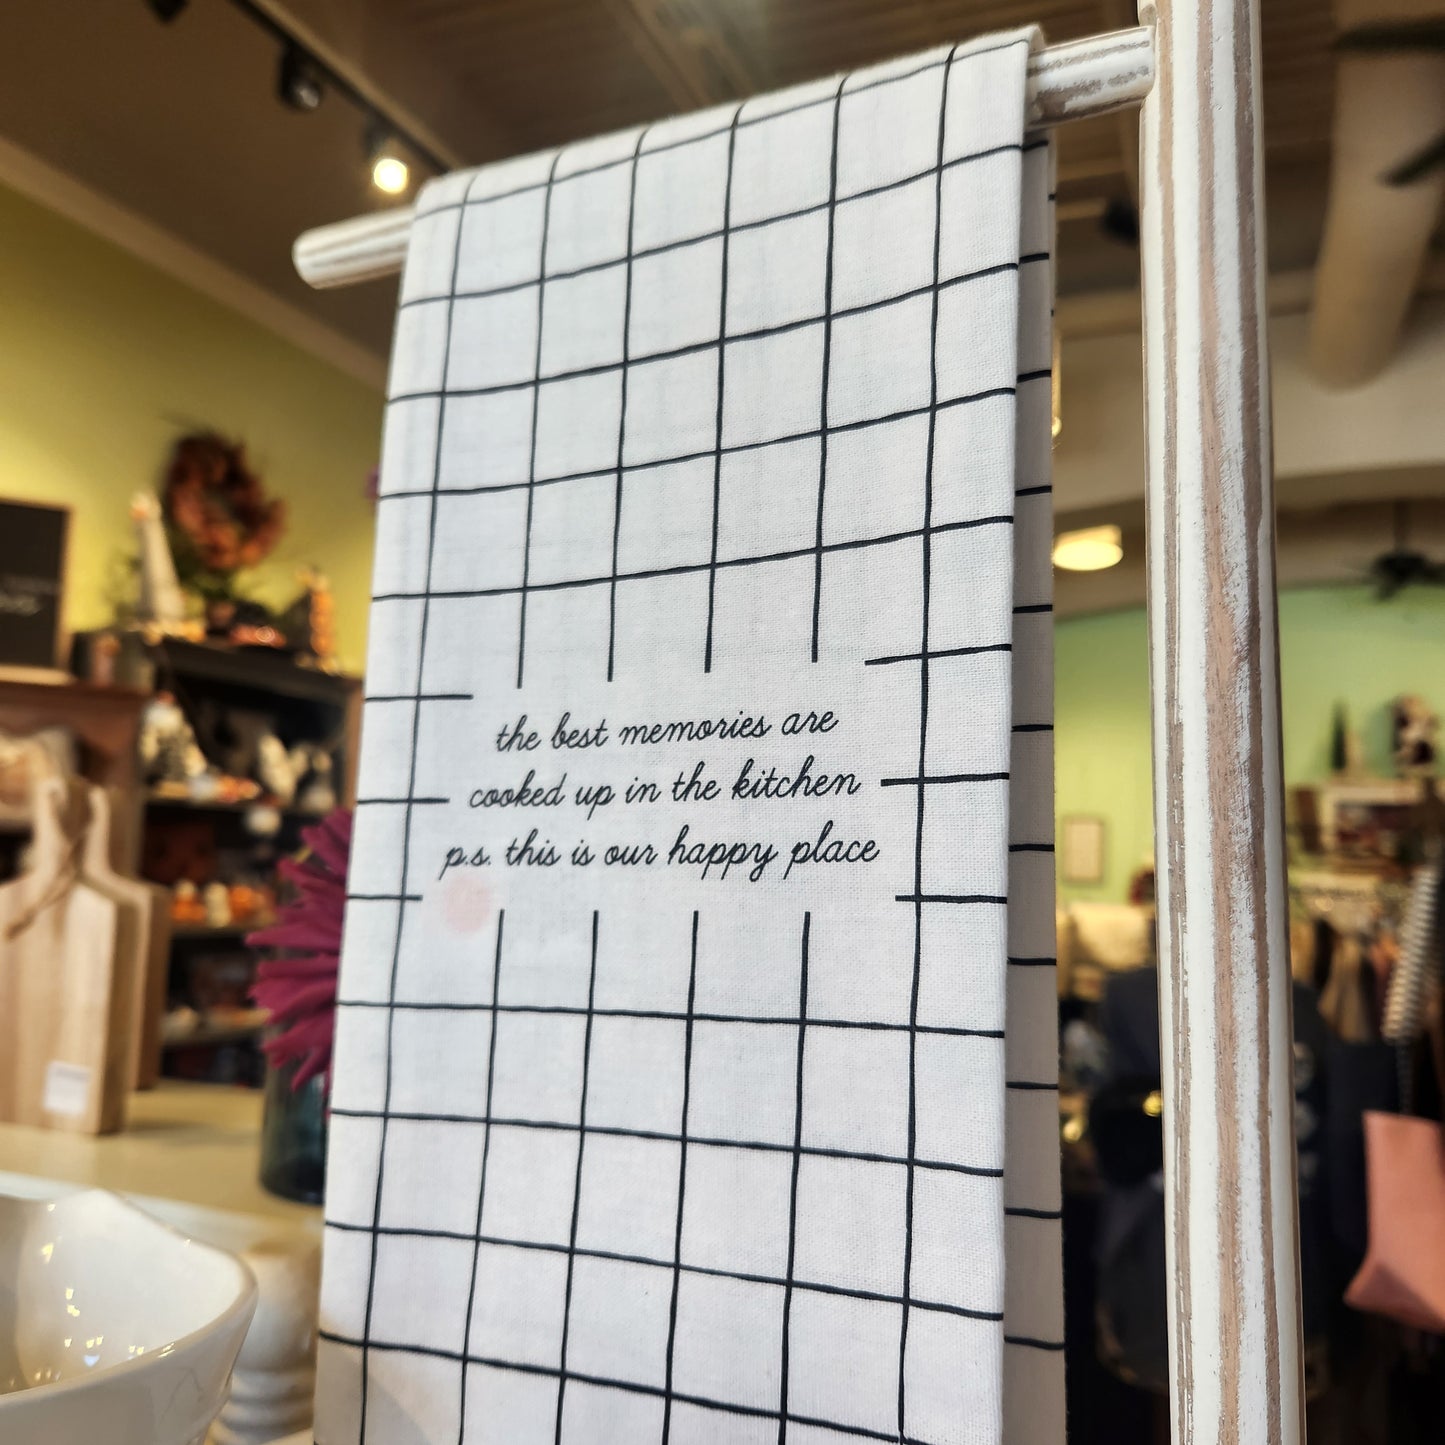 the best memories are
cooked up in the kitchen
p.s. this is our happy place